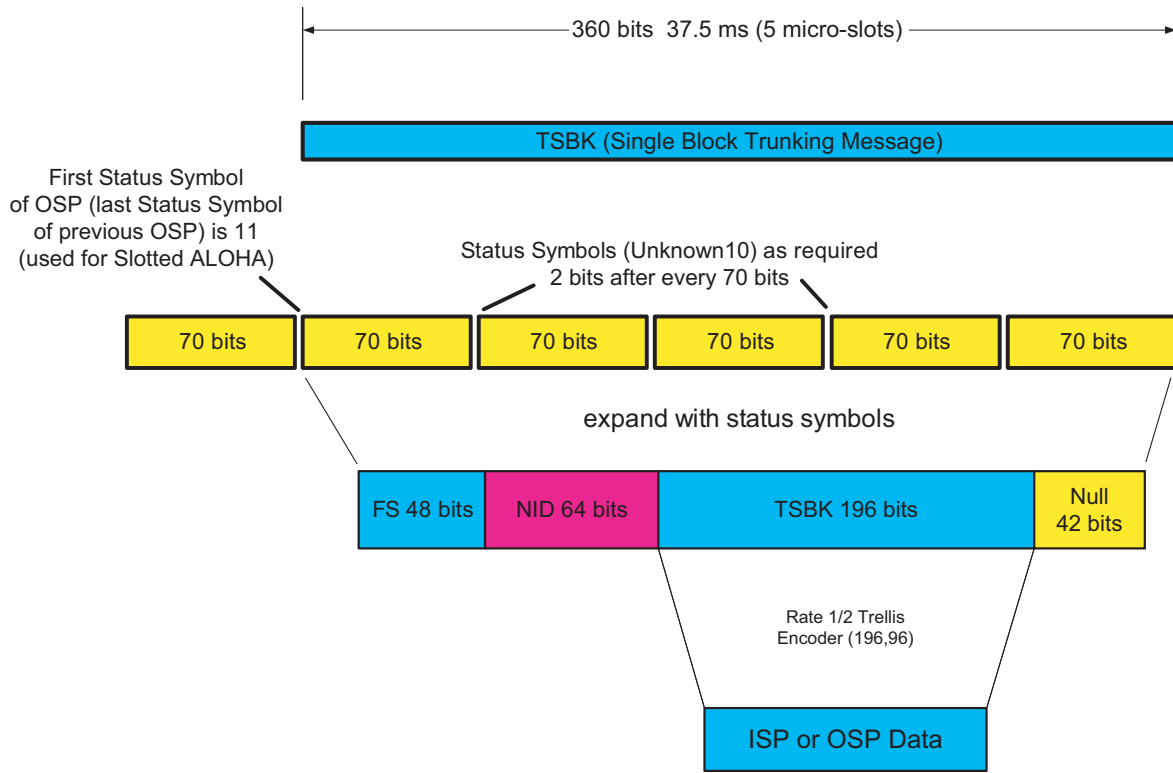 360 bits 37.5 ms (5 micro-slots)
TSBK (Single Block Trunking Message)
First Status Symbol
of OSP (last Status Symbol
of previous OSP) is 11
(used for Slotted ALOHA)
Status Symbols (Unknown10) as required
2 bits after every 70 bits
70 bits 70 bits 70 bits 70 bits 70 bits 70 bits
expand with status symbols
FS 48 bits NID 64 bits TSBK 196 bits Null
42 bits
Rate 1/2 Trellis
Encoder (196,96)
ISP or OSP Data